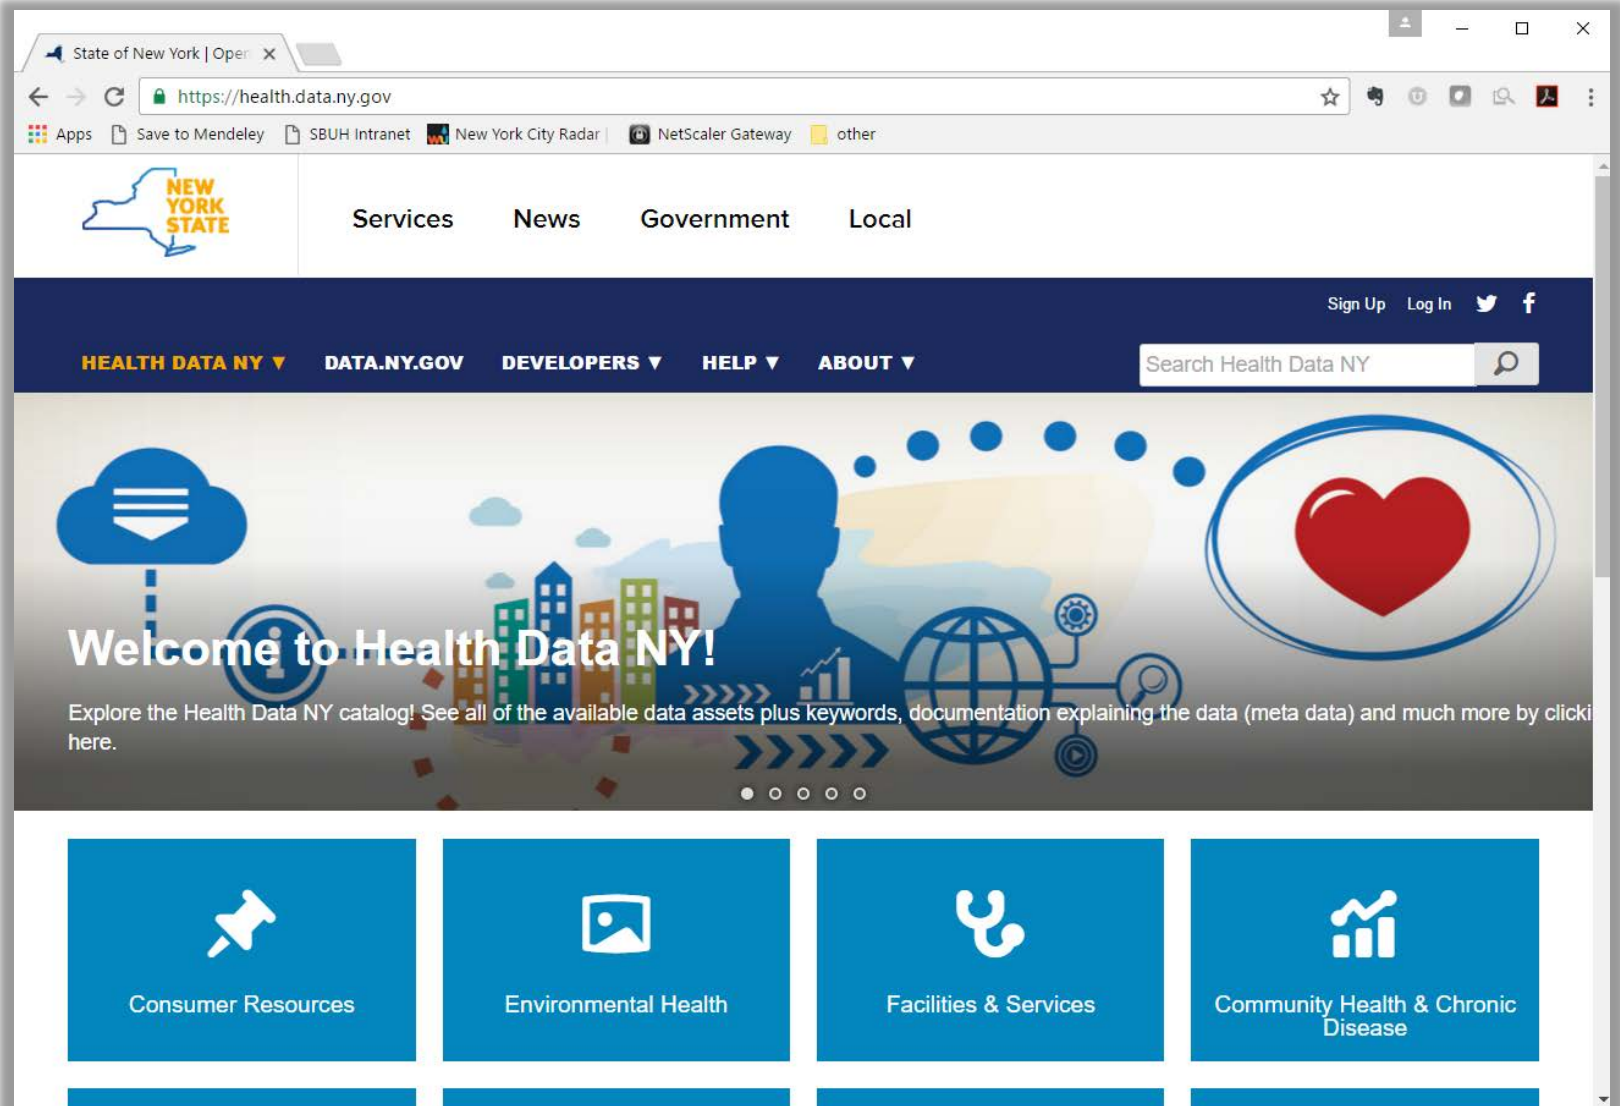 State of New York | Oper
https://health.data.ny.gov
Apps Save to Mendeley SBUH Intranet New York City Radar | NetScaler Gateway other
NEW
YORK
STATE
Services News Government Local
Sign Up Log In
HEALTH DATA NY ▼ DATA.NY.GOV DEVELOPERS ▼ HELP ▼ ABOUT ▼ Search Health Data NY
Welcome to Health Data NY!
Explore the Health Data NY catalog! See all of the available data assets plus keywords, documentation explaining the data (meta data) and much more by clicki
here.
Consumer Resources Environmental Health Facilities & Services Community Health & Chronic
Disease